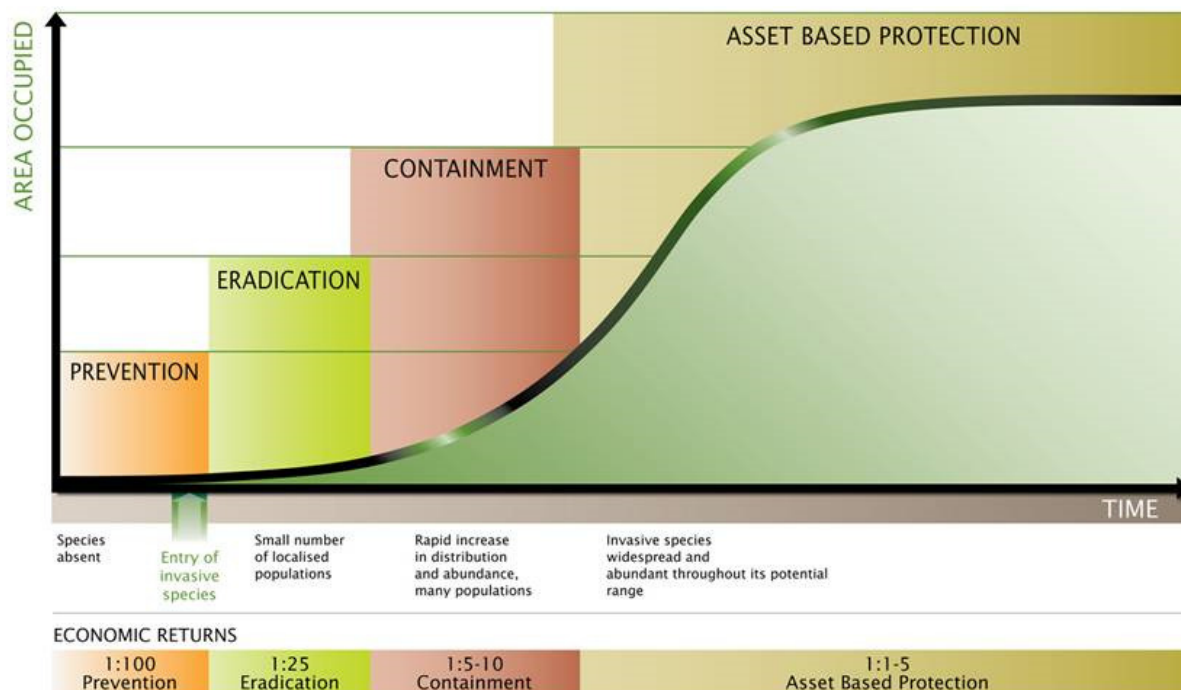 AREA OCCUPIED
ASSET BASED PROTECTION
CONTAINMENT
ERADICATION
PREVENTION
TIME
Species
absent
Entry of
invasive
species
Small number
of localised
populations
Rapid increase
in distribution
and abundance,
many populations
Invasive species
widespread and
abundant throughout its potential
range
ECONOMIC RETURNS
1:100
Prevention
1:25
Eradication
1:5-10
Containment
1:1-5
Asset Based Protection